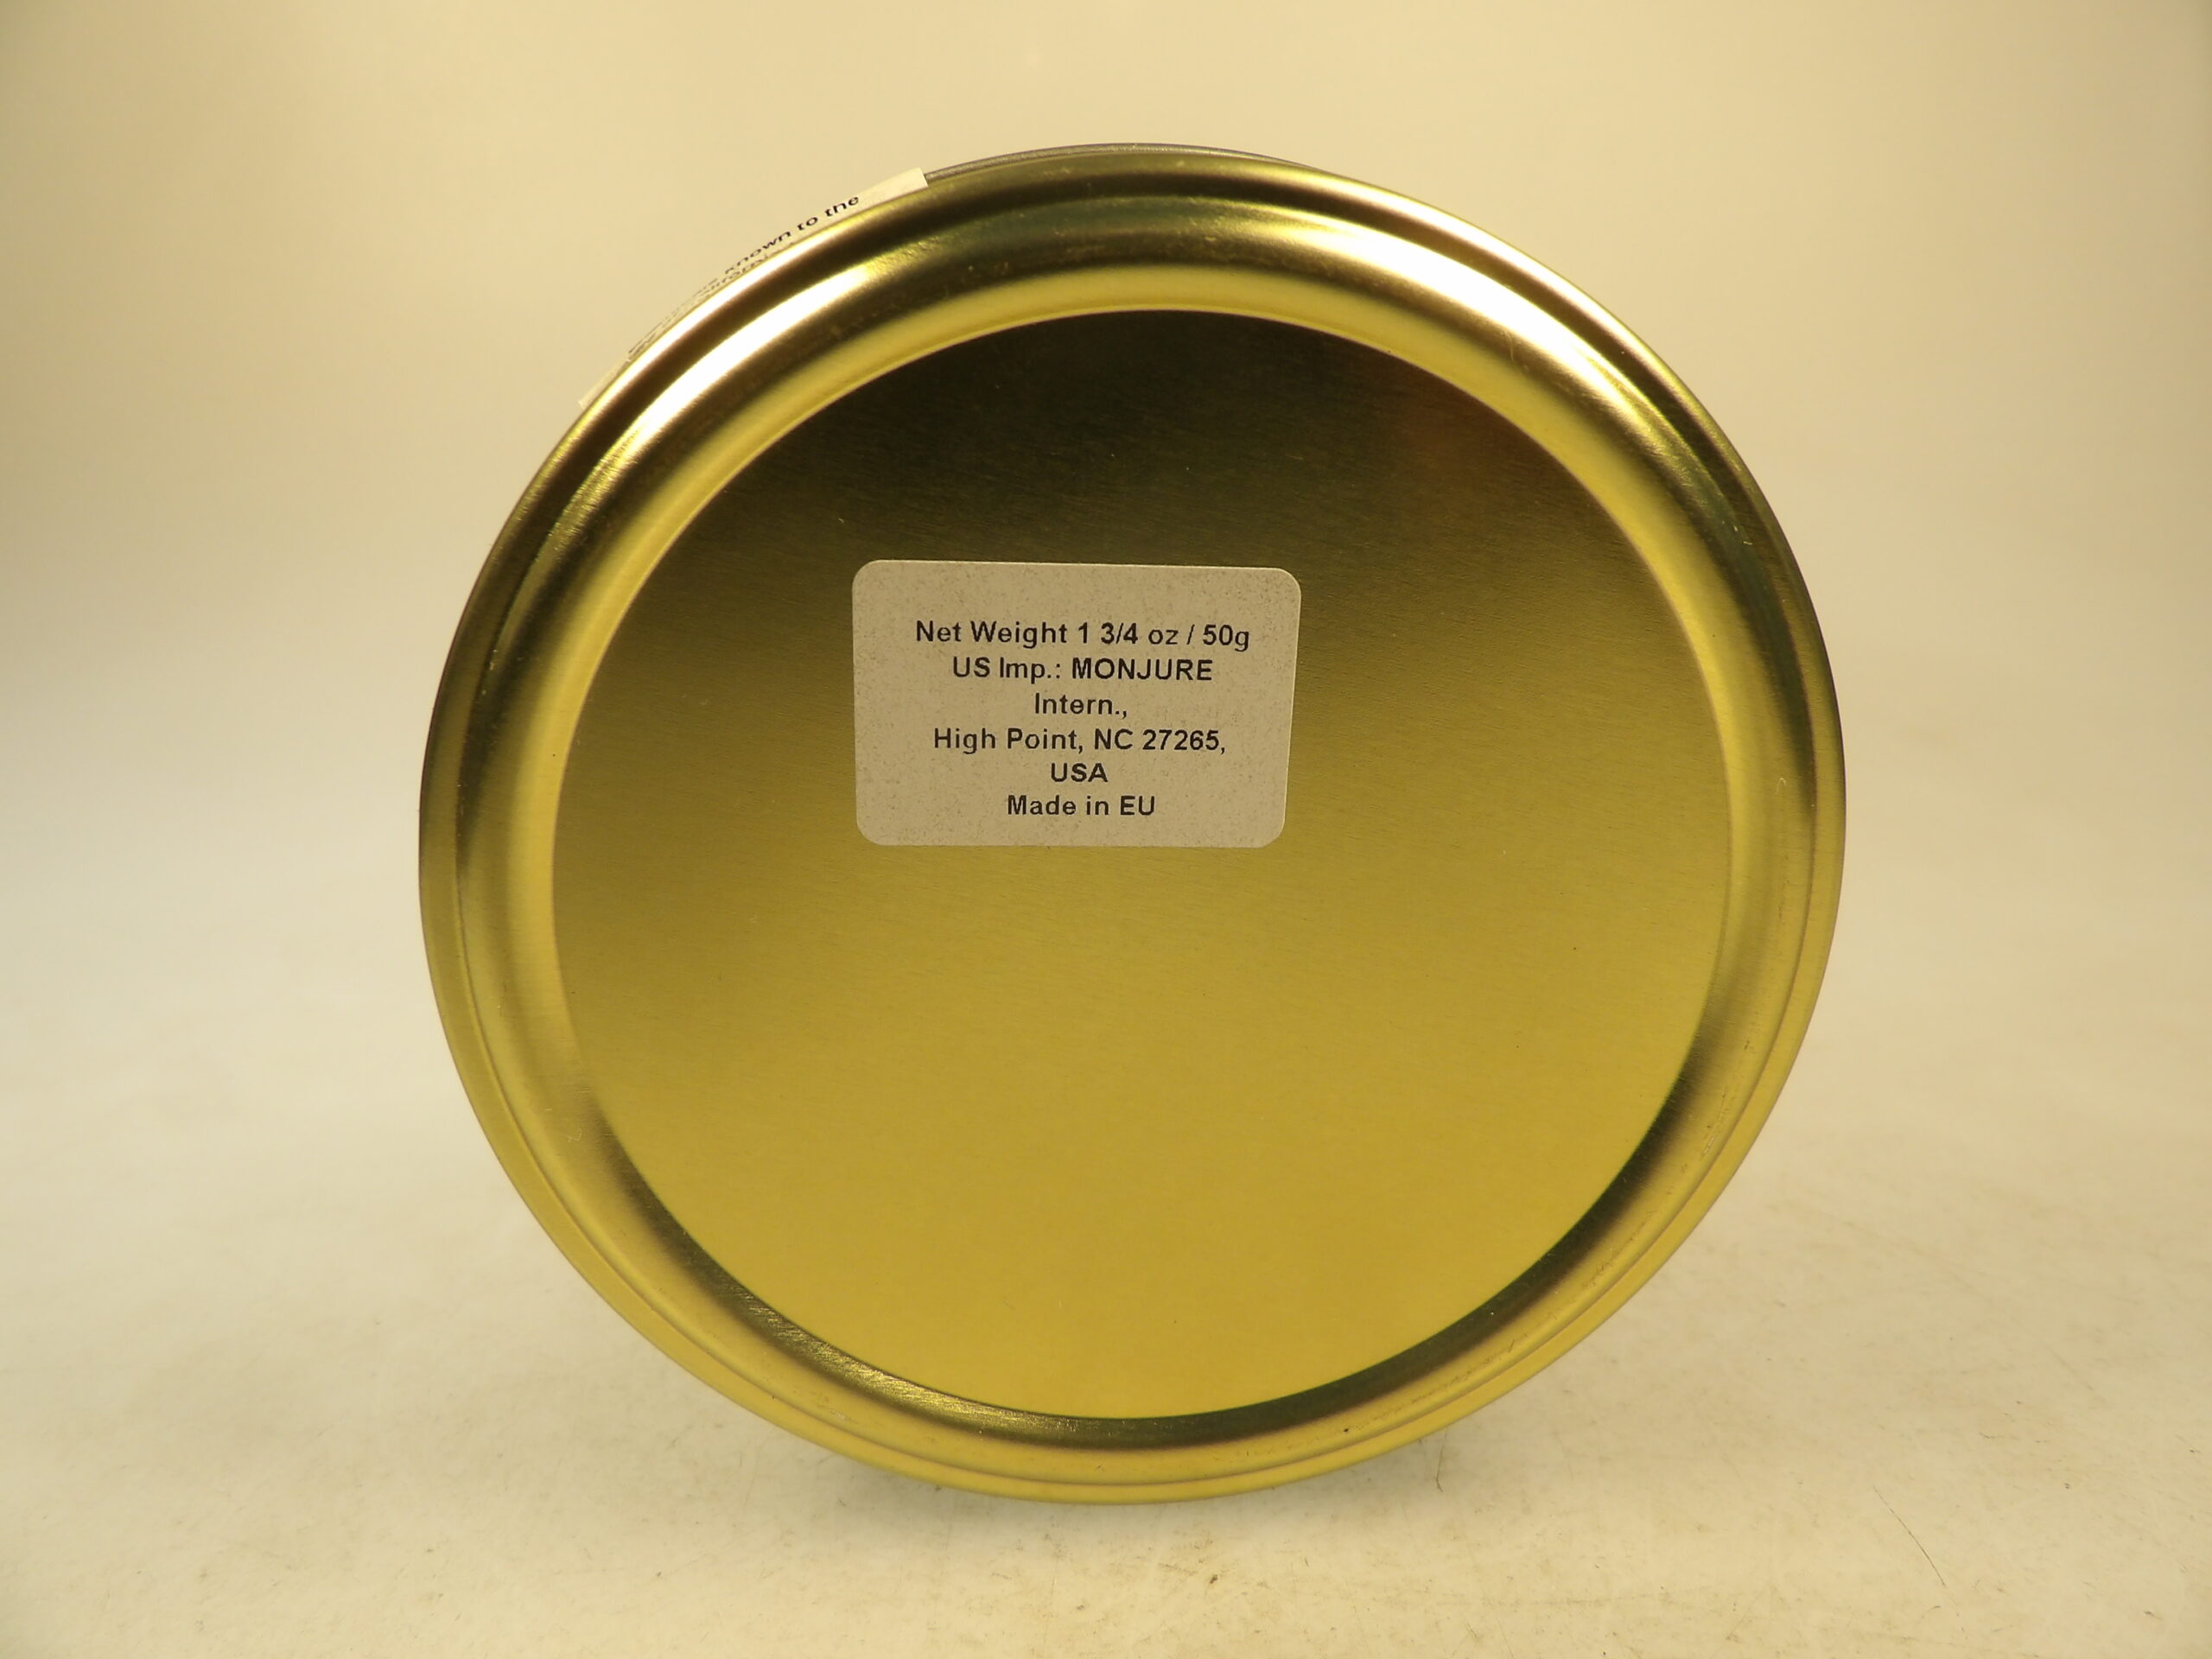 known to the
Net Weight 1 3/4 oz / 50g
US Imp.: MONJURE
Intern.,
High Point, NC 27265,
USA
Made in EU